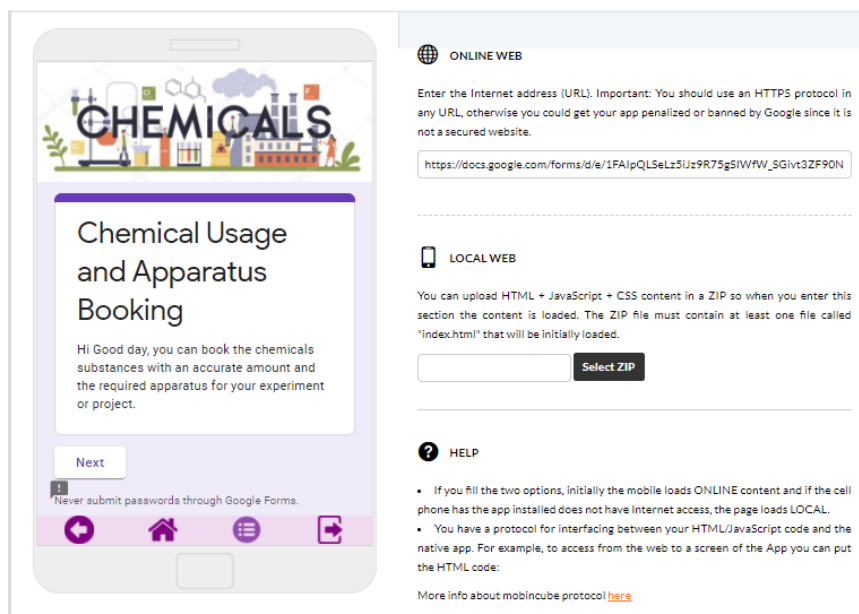 CHEMICALS
Chemical Usage
and Apparatus
Booking
Hi Good day, you can book the chemicals
substances with an accurate amount and
the required apparatus for your experiment
or project.
Next
!
Never submit passwords through Google Forms.
ONLINE WEB
Enter the Internet address (URL). Important: You should use an HTTPS protocol in
any URL, otherwise you could get your app penalized or banned by Google since it is
not a secured website.
https://docs.google.com/forms/d/e/1FAIpQLSeLz5iJz9R75gSIWfW_SGivt3ZF90N
LOCAL WEB
You can upload HTML + JavaScript + CSS content in a ZIP so when you enter this
section the content is loaded. The ZIP file must contain at least one file called
"index.html" that will be initially loaded.
Select ZIP
? HELP
• If you fill the two options, initially the mobile loads ONLINE content and if the cell
phone has the app installed does not have Internet access, the page loads LOCAL.
• You have a protocol for interfacing between your HTML/JavaScript code and the
native app. For example, to access from the web to a screen of the App you can put
the HTML code:
More info about mobincube protocol here